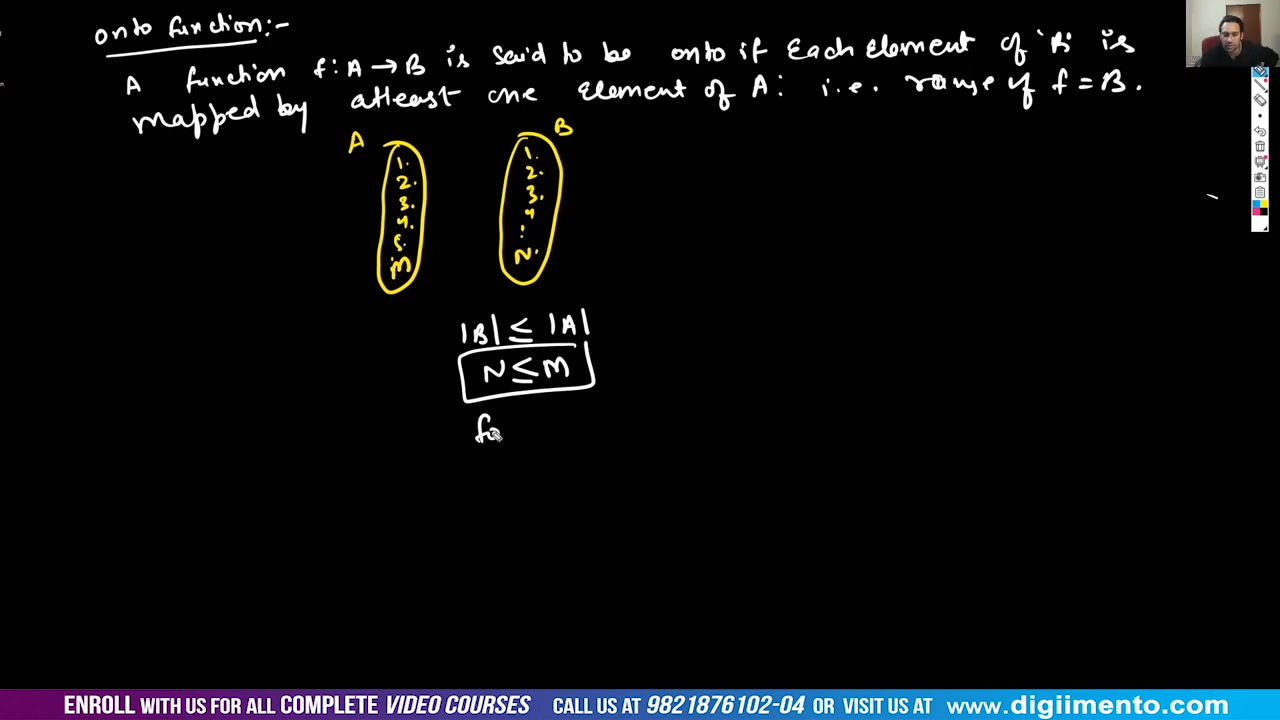 onto function:-
A function f: A → B is said to be onto if Each element of 'B' is
mapped by atleast one element of A: i.e. range of f = B.
A B
1. 1.
2. 2.
3. 3.
4. 4
5. :
M N.
|B| ≤ |A|
N ≤ M
fo
ENROLL WITH US FOR ALL COMPLETE VIDEO COURSES CALL US AT 9821876102-04 OR VISIT US AT www.digiimento.com